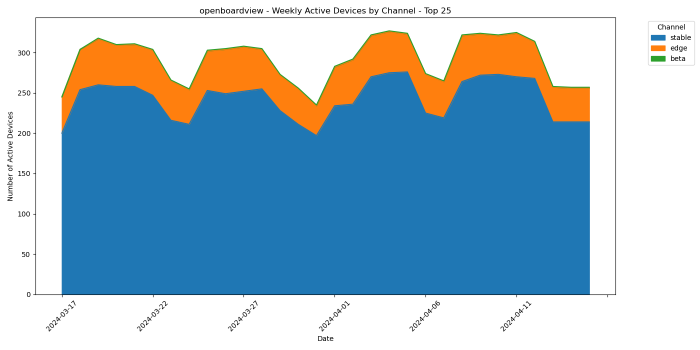 openboardview - Weekly Active Devices by Channel - Top 25
Channel
stable
edge
beta
Number of Active Devices
300
250
200
150
100
50
0
2024-03-17
2024-03-22
2024-03-27
2024-04-01
2024-04-06
2024-04-11
Date